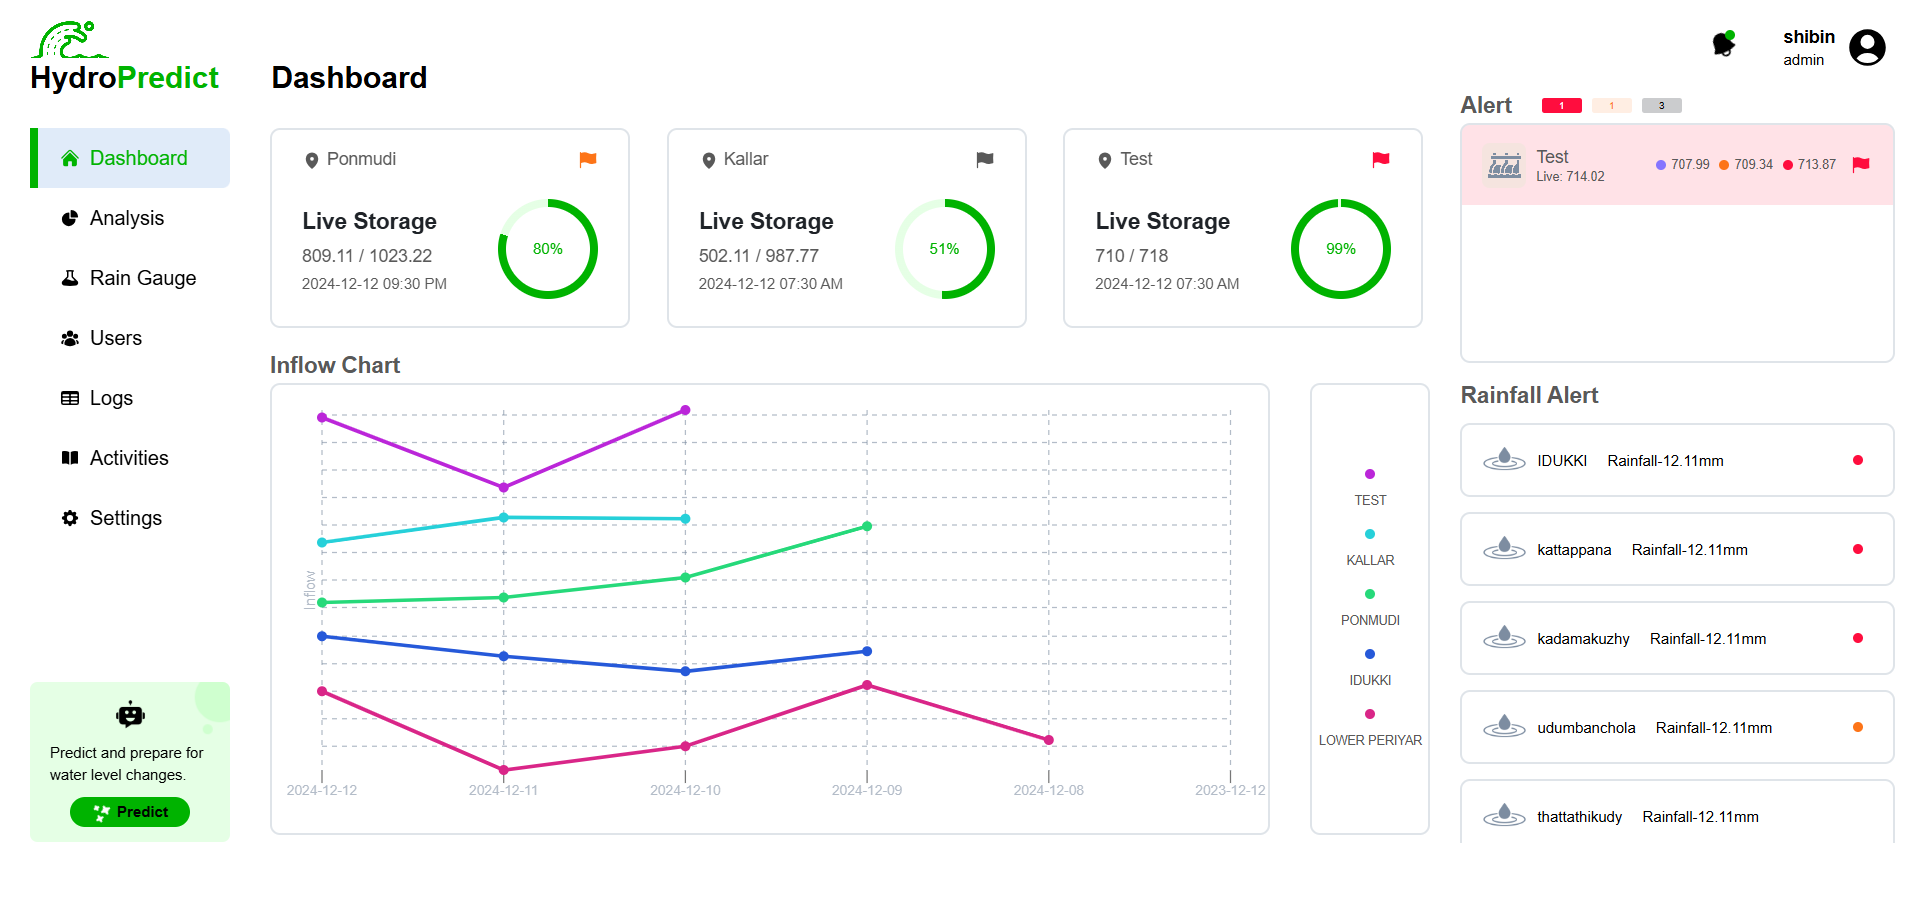 HydroPredict
Dashboard
shibin
admin
Dashboard
Analysis
Rain Gauge
Users
Logs
Activities
Settings
Predict and prepare for
water level changes.
Predict
Ponmudi
Live Storage
809.11 / 1023.22
2024-12-12 09:30 PM
80%
Kallar
Live Storage
502.11 / 987.77
2024-12-12 07:30 AM
51%
Test
Live Storage
710 / 718
2024-12-12 07:30 AM
99%
Inflow Chart
Inflow
2024-12-12 2024-12-11 2024-12-10 2024-12-09 2024-12-08 2023-12-12
TEST
KALLAR
PONMUDI
IDUKKI
LOWER PERIYAR
Alert 1 1 3
Test
Live: 714.02
707.99 709.34 713.87
Rainfall Alert
IDUKKI Rainfall-12.11mm
kattappana Rainfall-12.11mm
kadamakuzhy Rainfall-12.11mm
udumbanchola Rainfall-12.11mm
thattathikudy Rainfall-12.11mm